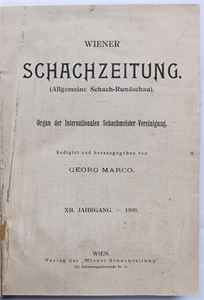 WIENER
SCHACHZEITUNG.
(Allgemeine Schach-Rundschau).
Organ der Internationalen Schachmeister-Vereinigung.
Redigirt und herausgegeben von
GEORG MARCO.
XII. JAHRGANG. — 1909.
WIEN.
Verlag der „Wiener Schachzeitung"